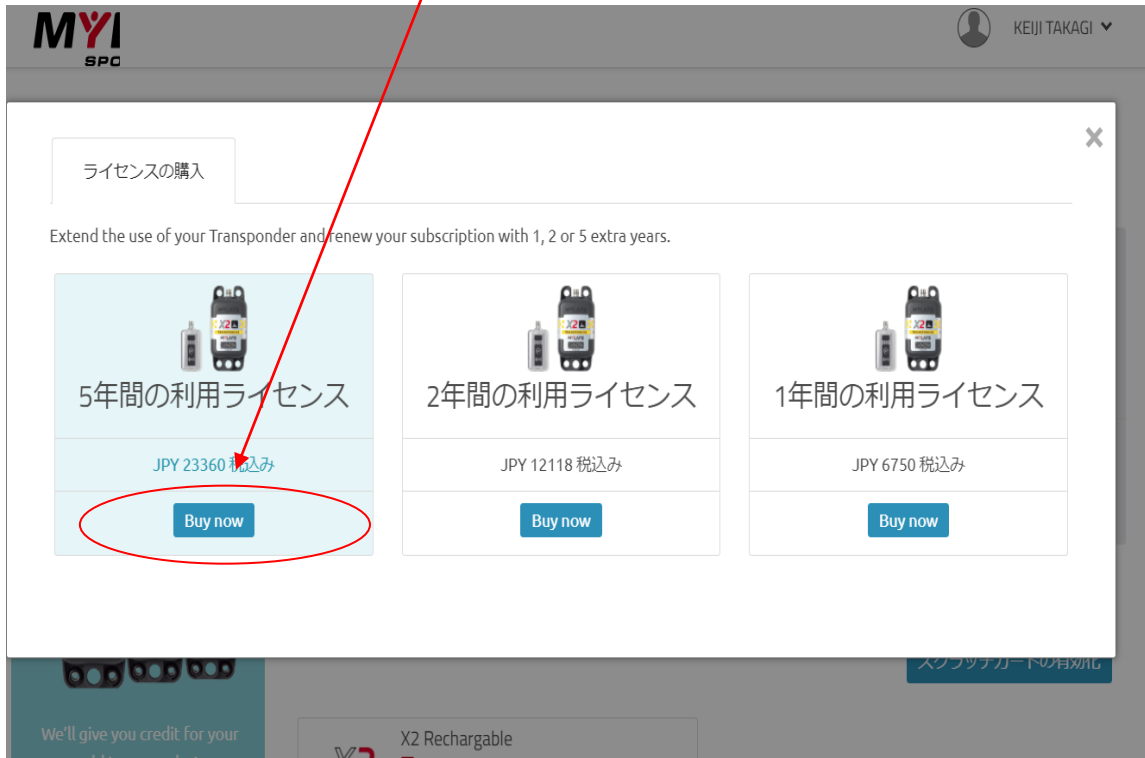 MYl
SPO
KEIJI TAKAGI
ライセンスの購入
Extend the use of your Transponder and renew your subscription with 1, 2 or 5 extra years.
5年間の利用ライセンス
JPY 23360 税込み
Buy now
2年間の利用ライセンス
JPY 12118 税込み
Buy now
1年間の利用ライセンス
JPY 6750 税込み
Buy now
スクラッチカードの有効化
We'll give you credit for your
X2 Rechargable
X2